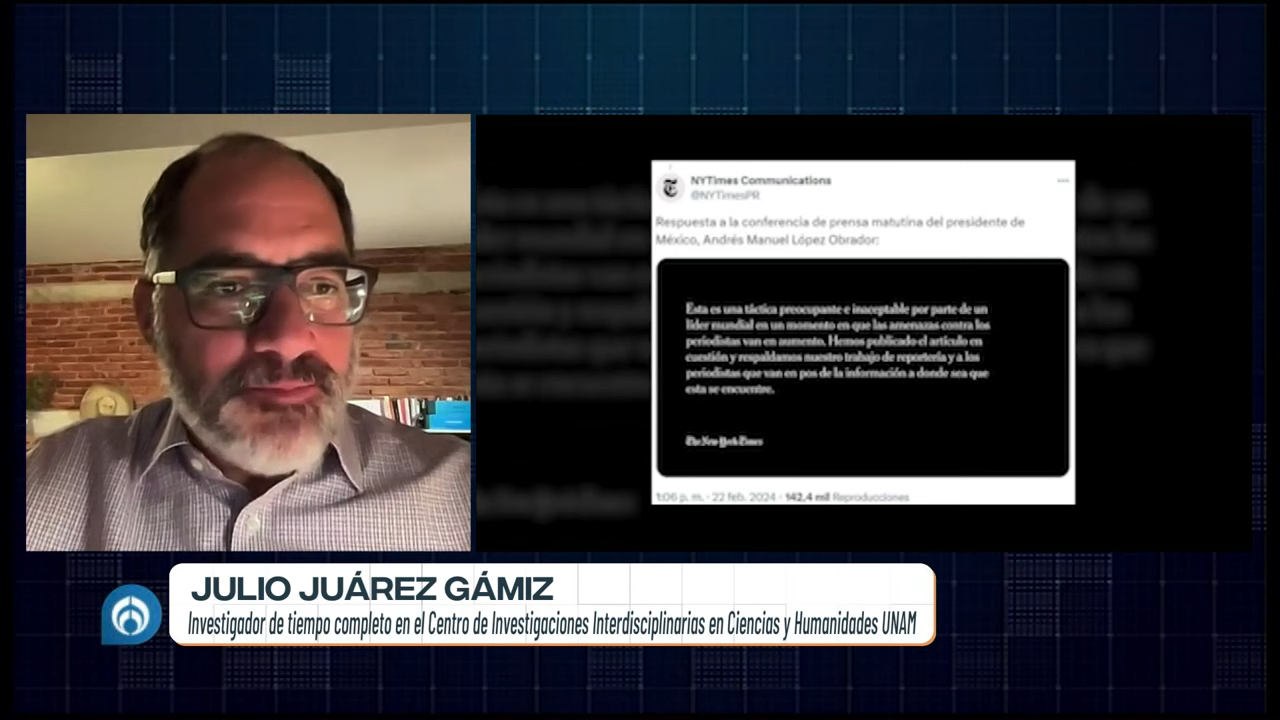 NYTimes Communications
@NYTimesPR
Respuesta a la conferencia de prensa matutina del presidente de
México, Andrés Manuel López Obrador:
Esta es una táctica preocupante e inaceptable por parte de un
líder mundial en un momento en que las amenazas contra los
periodistas van en aumento. Hemos publicado el artículo en
cuestión y respaldamos nuestro trabajo de reportería y a los
periodistas que van en pos de la información a donde sea que
esta se encuentre.
The New York Times
1:06 p. m. · 22 feb. 2024 · 142,4 mil Reproducciones
JULIO JUÁREZ GÁMIZ
Investigador de tiempo completo en el Centro de Investigaciones Interdisciplinarias en Ciencias y Humanidades UNAM